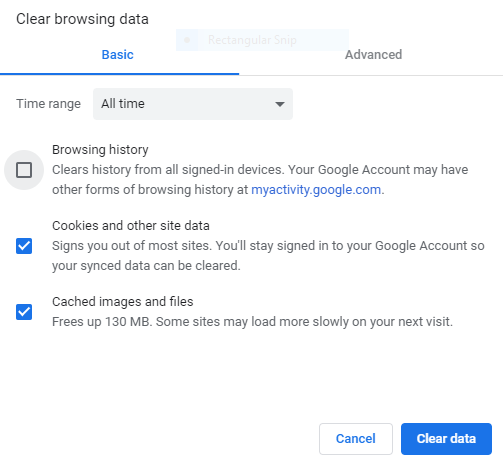 Clear browsing data
Rectangular Snip
Basic
Advanced
Time range
All time
Browsing history
Clears history from all signed-in devices. Your Google Account may have
other forms of browsing history at myactivity.google.com.
Cookies and other site data
Signs you out of most sites. You'll stay signed in to your Google Account so
your synced data can be cleared.
Cached images and files
Frees up 130 MB. Some sites may load more slowly on your next visit.
Cancel
Clear data